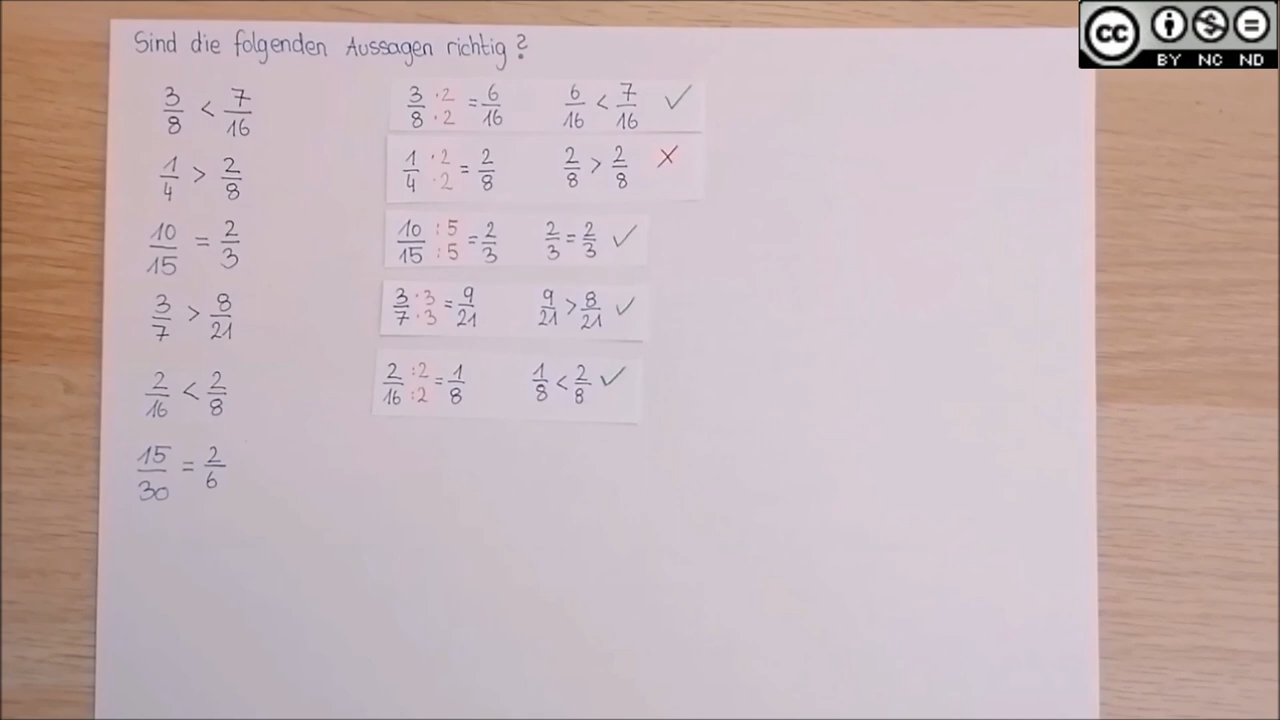 Sind die folgenden Aussagen richtig?
3/8 < 7/16
3/8 ·2/·2 = 6/16 6/16 < 7/16 ✓
1/4 > 2/8
1/4 ·2/·2 = 2/8 2/8 > 2/8 ✗
10/15 = 2/3
10/15 :5/:5 = 2/3 2/3 = 2/3 ✓
3/7 > 8/21
3/7 ·3/·3 = 9/21 9/21 > 8/21 ✓
2/16 < 2/8
2/16 :2/:2 = 1/8 1/8 < 2/8 ✓
15/30 = 2/6
CC
BY NC ND